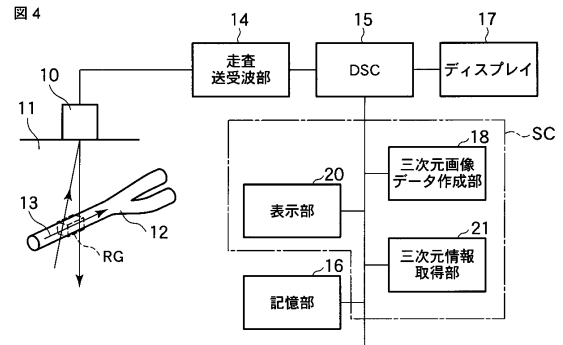 図4
14
15
17
走査
送受波部
DSC
ディスプレイ
10
11
SC
18
三次元画像
データ作成部
20
表示部
13
12
RG
21
三次元情報
取得部
16
記憶部